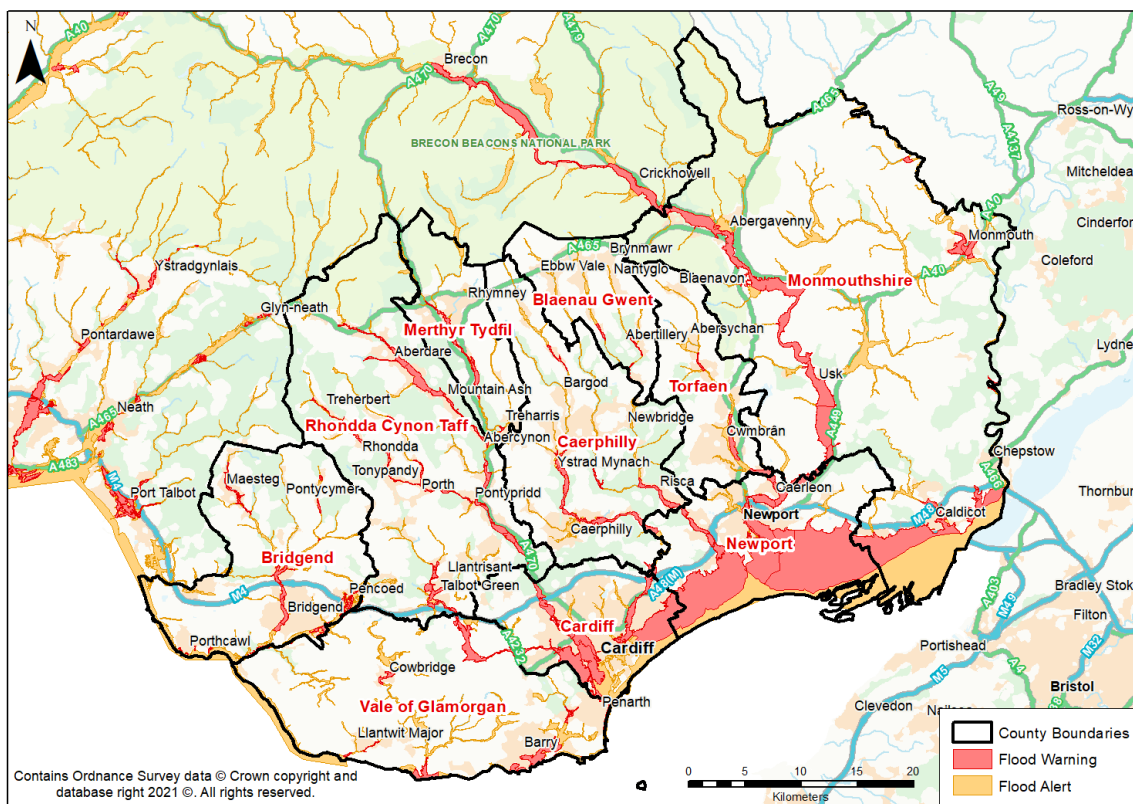 N
A40
A470
A479
Brecon
A470
A465
A49
Ross-on-Wy
A4137
BRECON BEACONS NATIONAL PARK
Mitcheldea
Crickhowell
A40
Cinderfor
Abergavenny
Monmouth
Brynmawr
A465
Coleford
Ystradgynlais
Ebbw Vale
Nantyglo
A40
Blaenavon
Monmouthshire
Rhymney
Blaenau Gwent
Glyn-neath
Merthyr Tydfil
Abertillery
Abersychan
Pontardawe
Lydne
Aberdare
Usk
Bargod
Torfaen
Mountain Ash
Treherbert
Neath
A465
A449
Treharris
Newbridge
Rhondda Cynon Taff
Cwmbrân
Abercynon
Caerphilly
Rhondda
Chepstow
Ystrad Mynach
A483
M4
Tonypandy
A466
Maesteg
Porth
Risca
Caerleon
Port Talbot
Pontycymer
Pontypridd
Thornbur
Newport
M48
Caldicot
Caerphilly
Newport
Bridgend
A470
Llantrisant
A48(M)
Talbot Green
Pencoed
A403
M49
Bradley Stok
M4
Bridgend
Filton
Cardiff
Porthcawl
A4232
Cardiff
Portishead
M32
Cowbridge
M5
A4
Penarth
Bristol
Vale of Glamorgan
Clevedon
Llantwit Major
Barry
County Boundaries
Flood Warning
Flood Alert
0 5 10 20
Kilometers
Contains Ordnance Survey data © Crown copyright and
database right 2021 ©. All rights reserved.